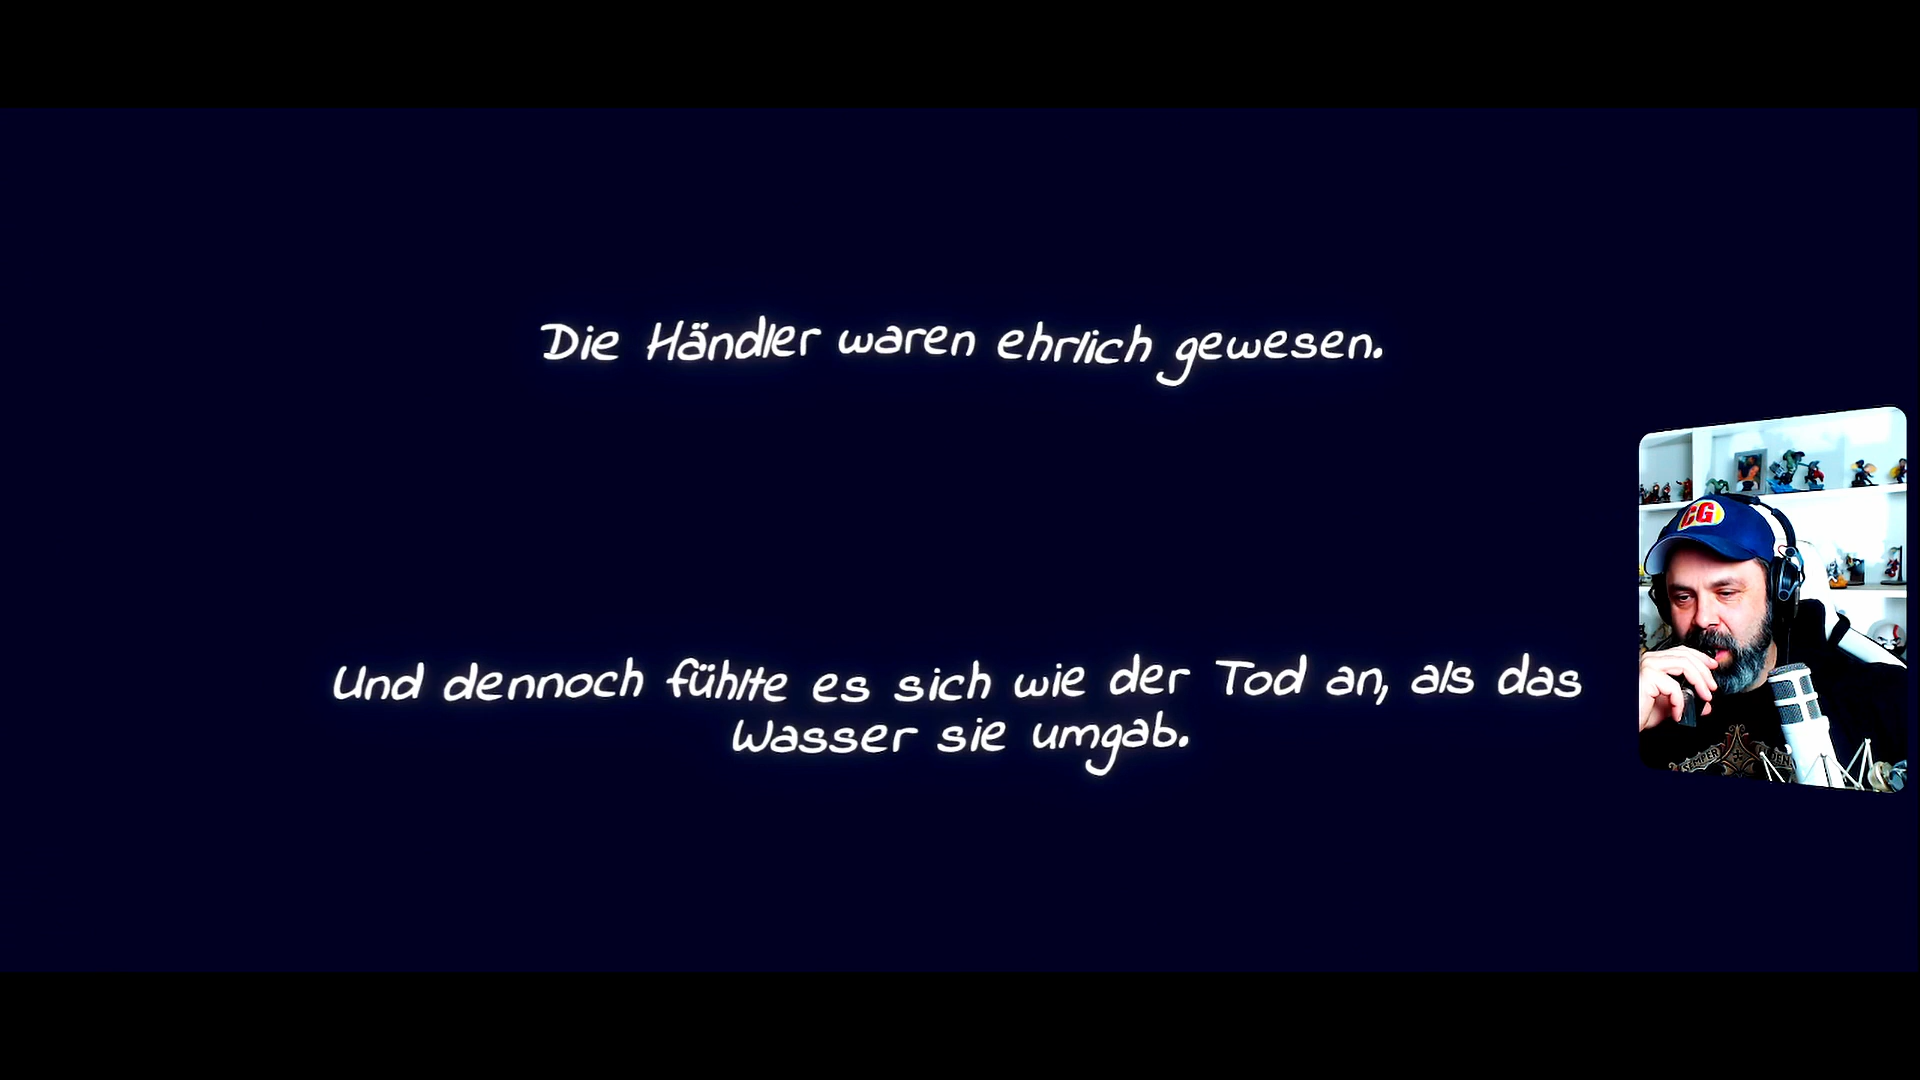 Die Händler waren ehrlich gewesen.
Und dennoch fühlte es sich wie der Tod an, als das
Wasser sie umgab.
CG
SEMPER